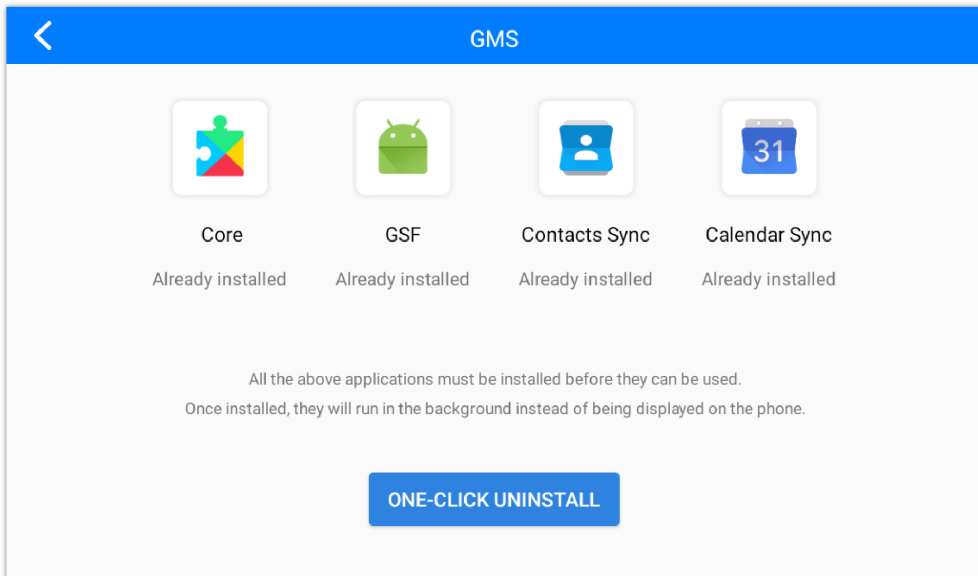 GMS
31
Core
GSF
Contacts Sync
Calendar Sync
Already installed
Already installed
Already installed
Already installed
All the above applications must be installed before they can be used.
Once installed, they will run in the background instead of being displayed on the phone.
ONE-CLICK UNINSTALL